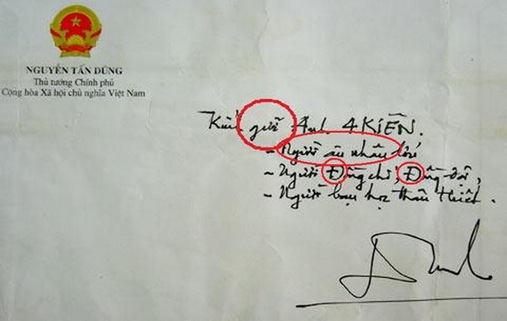 NGUYỄN TẤN DŨNG
Thủ tướng Chính phủ
Cộng hòa Xã hội chủ nghĩa Việt Nam
Kính gửi Anh 4 KIÊN.
- Người ân nhân lớn
- Người Đồng chí, Đồng đội,
- Người bạn học thân thiết.